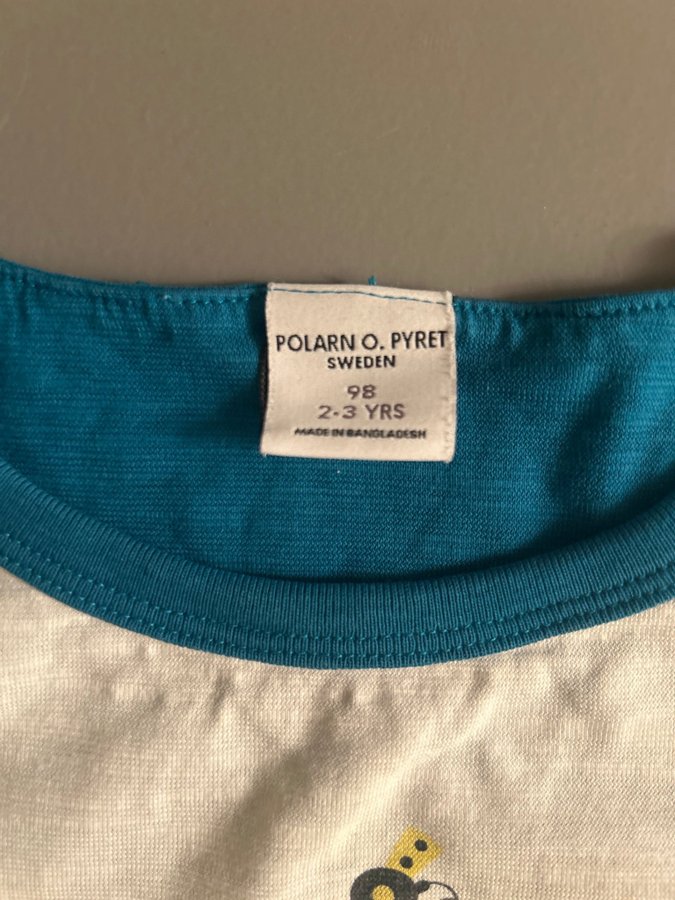 POLARN O. PYRET
SWEDEN
98
2-3 YRS
MADE IN BANGLADESH